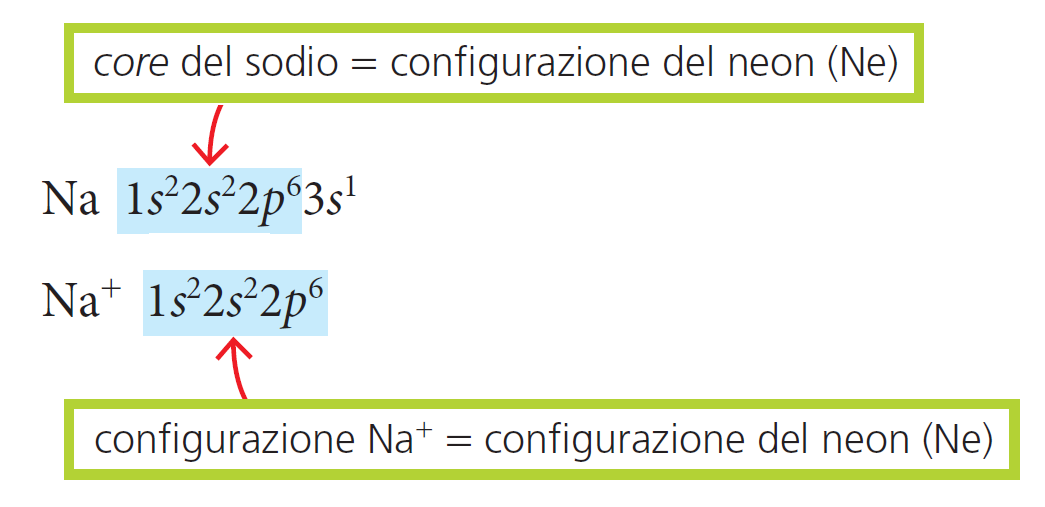 core del sodio = configurazione del neon (Ne)
Na 1s²2s²2p⁶3s¹
Na⁺ 1s²2s²2p⁶
configurazione Na⁺ = configurazione del neon (Ne)